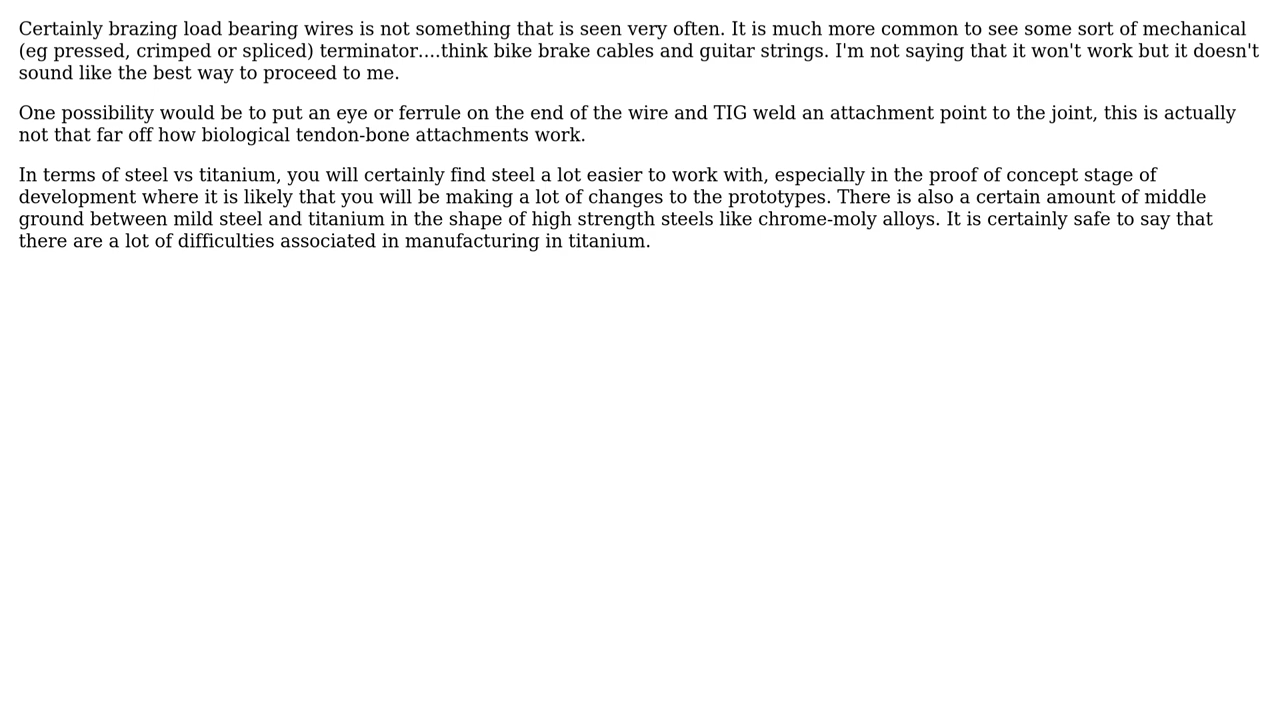 Certainly brazing load bearing wires is not something that is seen very often. It is much more common to see some sort of mechanical
(eg pressed, crimped or spliced) terminator....think bike brake cables and guitar strings. I'm not saying that it won't work but it doesn't
sound like the best way to proceed to me.
One possibility would be to put an eye or ferrule on the end of the wire and TIG weld an attachment point to the joint, this is actually
not that far off how biological tendon-bone attachments work.
In terms of steel vs titanium, you will certainly find steel a lot easier to work with, especially in the proof of concept stage of
development where it is likely that you will be making a lot of changes to the prototypes. There is also a certain amount of middle
ground between mild steel and titanium in the shape of high strength steels like chrome-moly alloys. It is certainly safe to say that
there are a lot of difficulties associated in manufacturing in titanium.